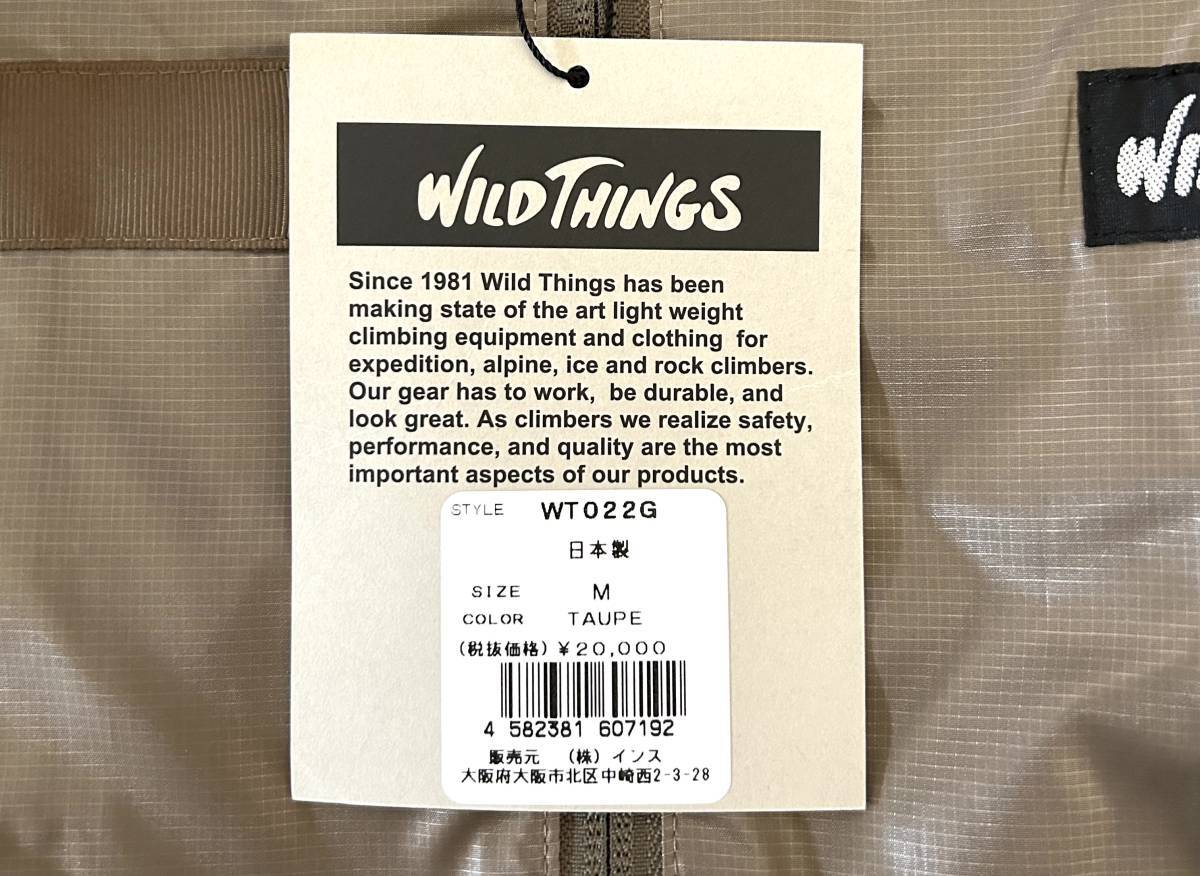 WILD THINGS
Since 1981 Wild Things has been
making state of the art light weight
climbing equipment and clothing for
expedition, alpine, ice and rock climbers.
Our gear has to work, be durable, and
look great. As climbers we realize safety,
performance, and quality are the most
important aspects of our products.
STYLE WT022G
日本製
SIZE M
COLOR TAUPE
(税抜価格) ¥20,000
4 582381 607192
販売元 (株) インス
大阪府大阪市北区中崎西2-3-28